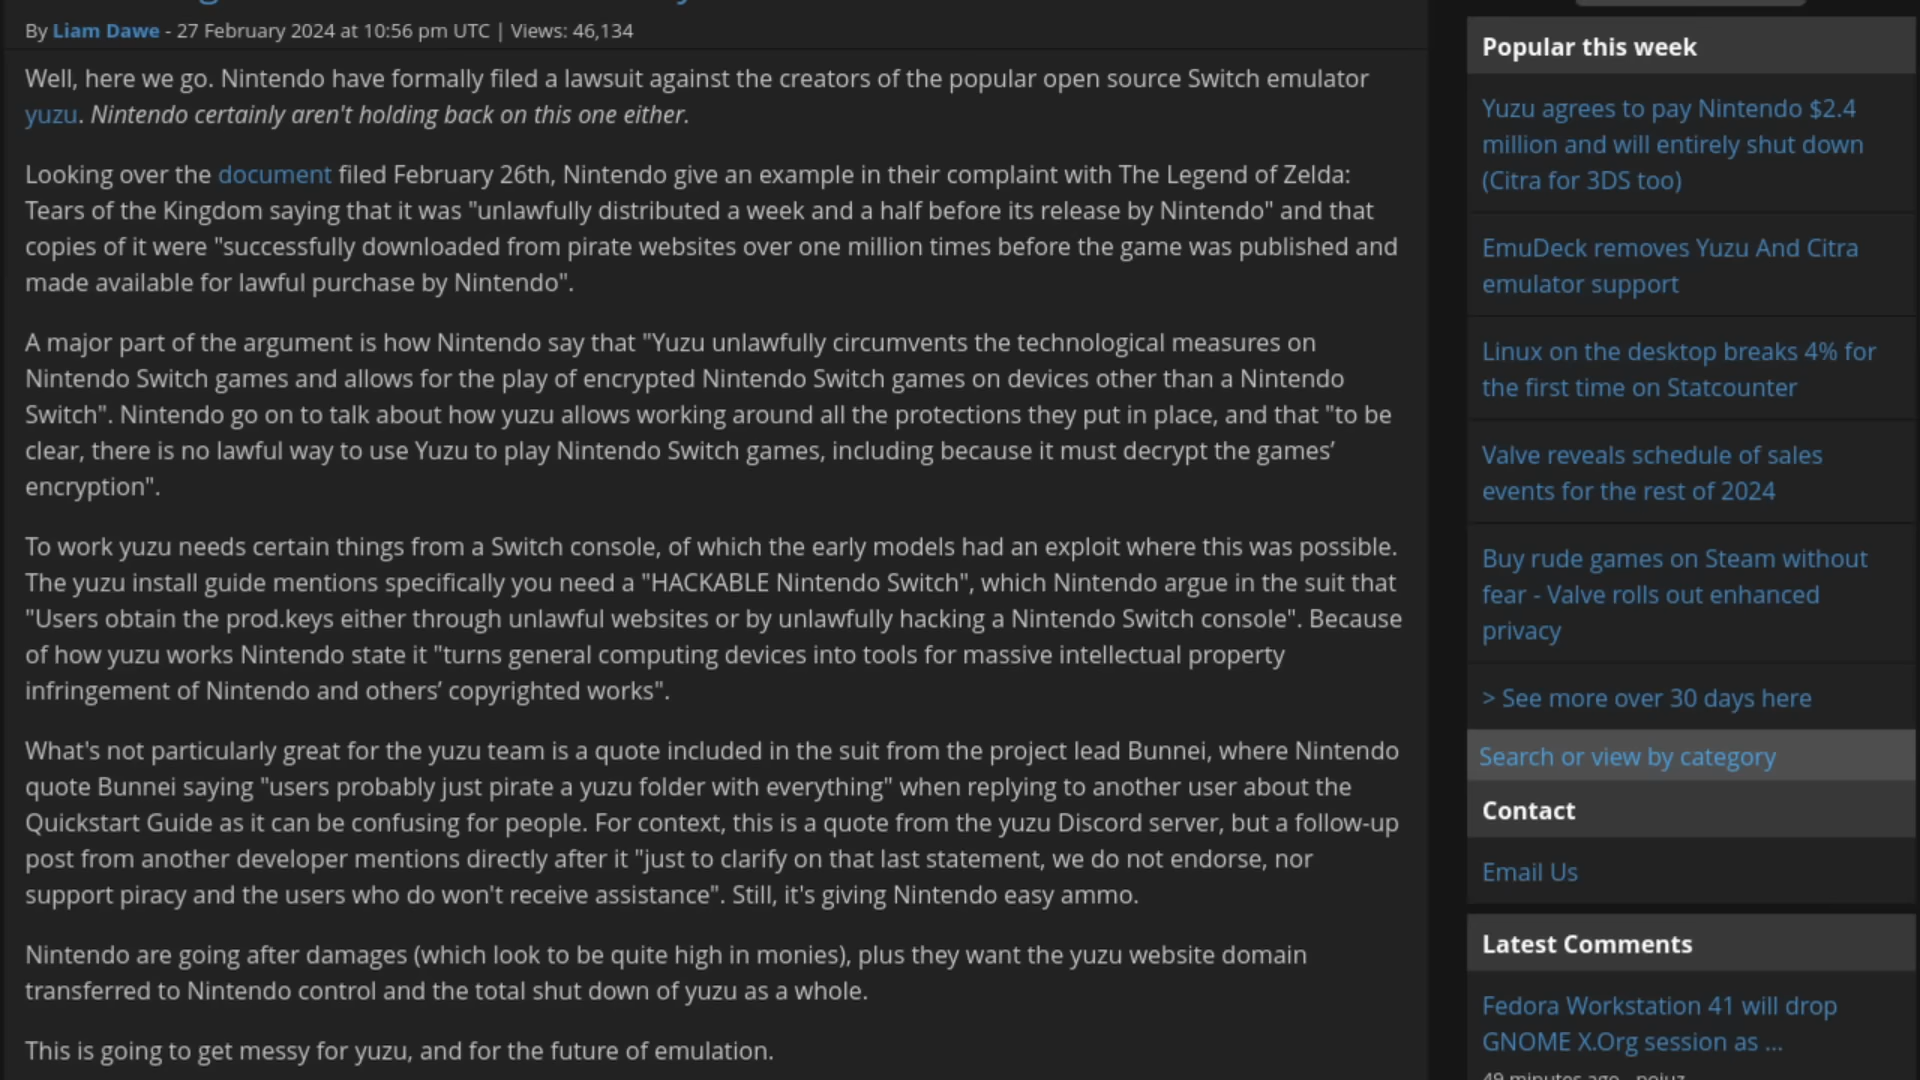 By Liam Dawe - 27 February 2024 at 10:56 pm UTC | Views: 46,134
Well, here we go. Nintendo have formally filed a lawsuit against the creators of the popular open source Switch emulator
yuzu. Nintendo certainly aren't holding back on this one either.
Looking over the document filed February 26th, Nintendo give an example in their complaint with The Legend of Zelda:
Tears of the Kingdom saying that it was "unlawfully distributed a week and a half before its release by Nintendo" and that
copies of it were "successfully downloaded from pirate websites over one million times before the game was published and
made available for lawful purchase by Nintendo".
A major part of the argument is how Nintendo say that "Yuzu unlawfully circumvents the technological measures on
Nintendo Switch games and allows for the play of encrypted Nintendo Switch games on devices other than a Nintendo
Switch". Nintendo go on to talk about how yuzu allows working around all the protections they put in place, and that "to be
clear, there is no lawful way to use Yuzu to play Nintendo Switch games, including because it must decrypt the games’
encryption".
To work yuzu needs certain things from a Switch console, of which the early models had an exploit where this was possible.
The yuzu install guide mentions specifically you need a "HACKABLE Nintendo Switch", which Nintendo argue in the suit that
"Users obtain the prod.keys either through unlawful websites or by unlawfully hacking a Nintendo Switch console". Because
of how yuzu works Nintendo state it "turns general computing devices into tools for massive intellectual property
infringement of Nintendo and others’ copyrighted works".
What's not particularly great for the yuzu team is a quote included in the suit from the project lead Bunnei, where Nintendo
quote Bunnei saying "users probably just pirate a yuzu folder with everything" when replying to another user about the
Quickstart Guide as it can be confusing for people. For context, this is a quote from the yuzu Discord server, but a follow-up
post from another developer mentions directly after it "just to clarify on that last statement, we do not endorse, nor
support piracy and the users who do won't receive assistance". Still, it's giving Nintendo easy ammo.
Nintendo are going after damages (which look to be quite high in monies), plus they want the yuzu website domain
transferred to Nintendo control and the total shut down of yuzu as a whole.
This is going to get messy for yuzu, and for the future of emulation.
Popular this week
Yuzu agrees to pay Nintendo $2.4
million and will entirely shut down
(Citra for 3DS too)
EmuDeck removes Yuzu And Citra
emulator support
Linux on the desktop breaks 4% for
the first time on Statcounter
Valve reveals schedule of sales
events for the rest of 2024
Buy rude games on Steam without
fear - Valve rolls out enhanced
privacy
> See more over 30 days here
Search or view by category
Contact
Email Us
Latest Comments
Fedora Workstation 41 will drop
GNOME X.Org session as ...
49 minutes ago